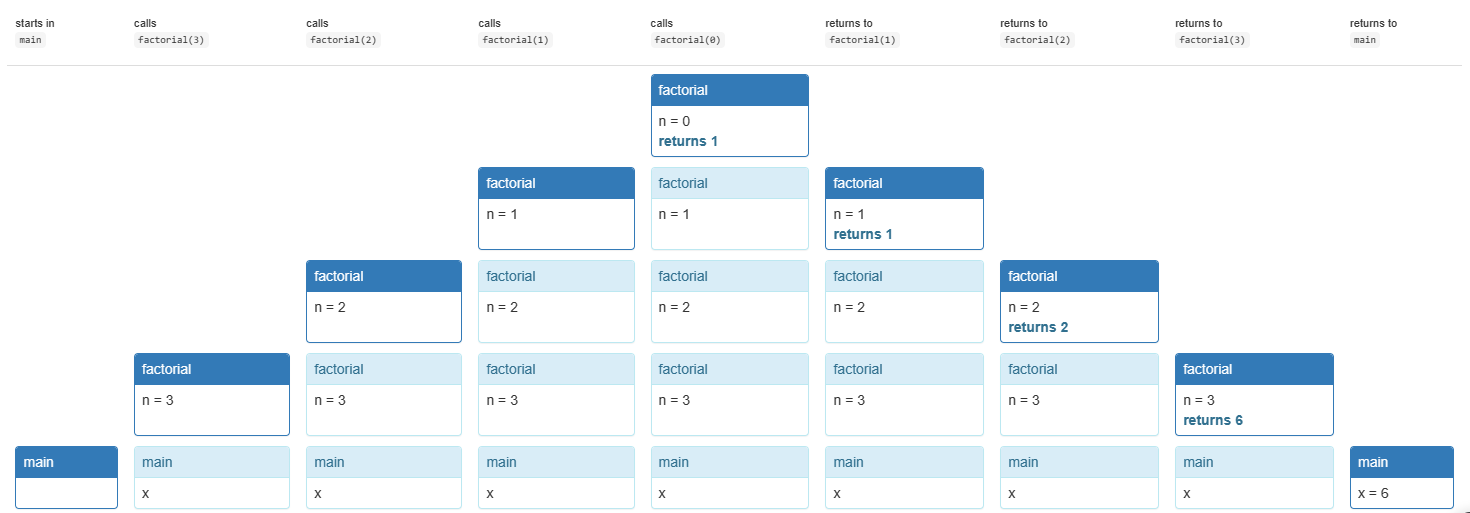 starts in calls calls calls calls returns to returns to returns to returns to
main factorial(3) factorial(2) factorial(1) factorial(0) factorial(1) factorial(2) factorial(3) main
factorial
n = 0
returns 1
factorial factorial factorial
n = 1 n = 1 n = 1
returns 1
factorial factorial factorial factorial factorial
n = 2 n = 2 n = 2 n = 2 n = 2
returns 2
factorial factorial factorial factorial factorial factorial factorial
n = 3 n = 3 n = 3 n = 3 n = 3 n = 3 n = 3
returns 6
main main main main main main main main main
x x x x x x x x = 6